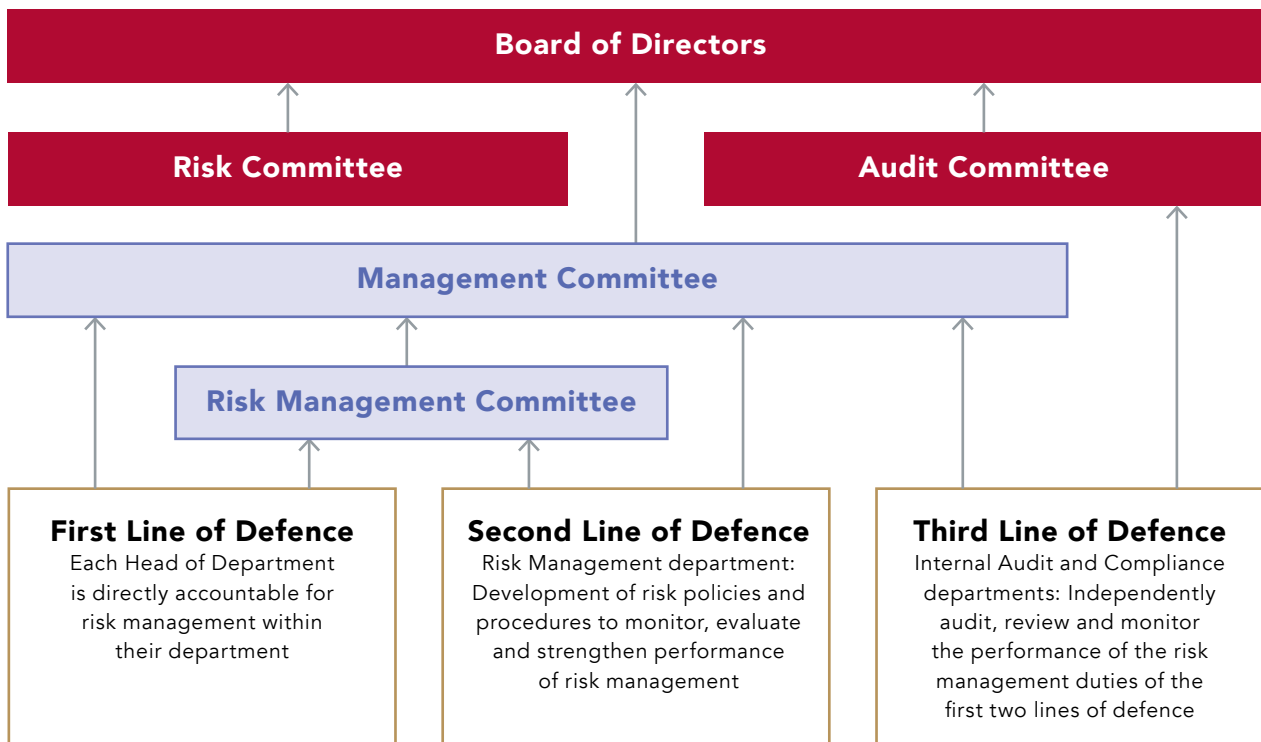 Board of Directors
Risk Committee
Audit Committee
Management Committee
Risk Management Committee
First Line of Defence
Each Head of Department
is directly accountable for
risk management within
their department
Second Line of Defence
Risk Management department:
Development of risk policies and
procedures to monitor, evaluate
and strengthen performance
of risk management
Third Line of Defence
Internal Audit and Compliance
departments: Independently
audit, review and monitor
the performance of the risk
management duties of the
first two lines of defence